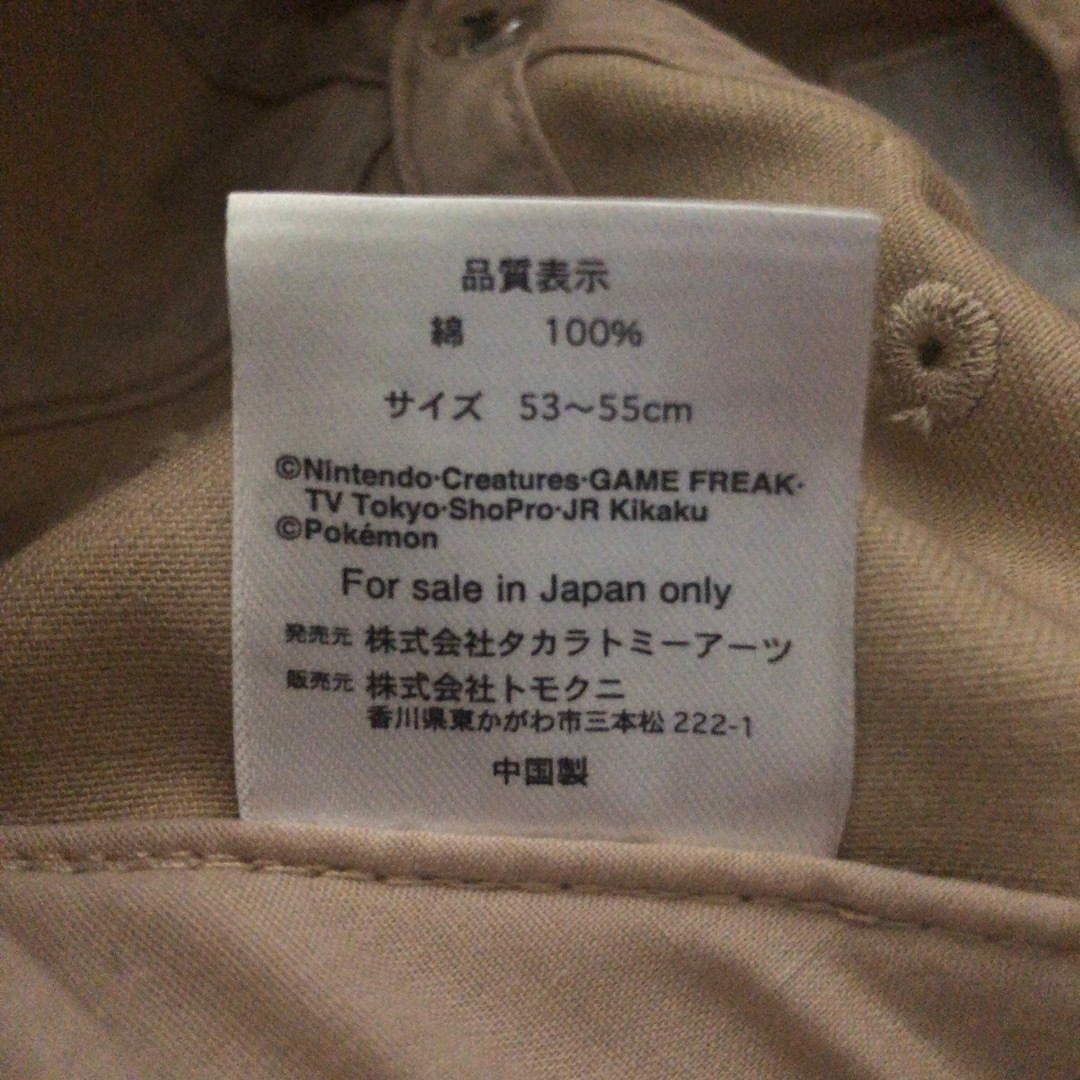 品質表示
綿 100%
サイズ 53〜55cm
©Nintendo·Creatures·GAME FREAK·
TV Tokyo·ShoPro·JR Kikaku
©Pokémon
For sale in Japan only
発売元 株式会社タカラトミーアーツ
販売元 株式会社トモクニ
香川県東かがわ市三本松 222-1
中国製